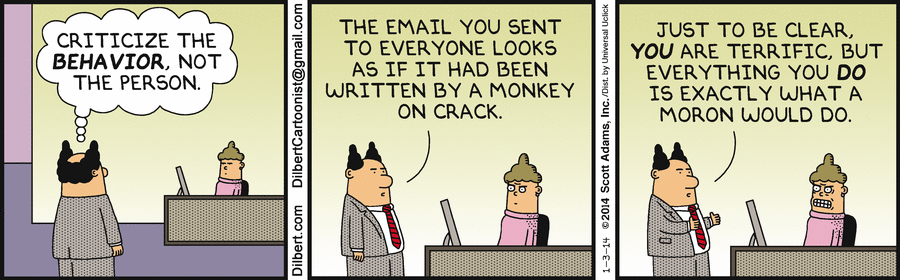 CRITICIZE THE
BEHAVIOR, NOT
THE PERSON.
Dilbert.com DilbertCartoonist@gmail.com
THE EMAIL YOU SENT
TO EVERYONE LOOKS
AS IF IT HAD BEEN
WRITTEN BY A MONKEY
ON CRACK.
1-3-14 ©2014 Scott Adams, Inc. /Dist. by Universal Uclick
JUST TO BE CLEAR,
YOU ARE TERRIFIC, BUT
EVERYTHING YOU DO
IS EXACTLY WHAT A
MORON WOULD DO.